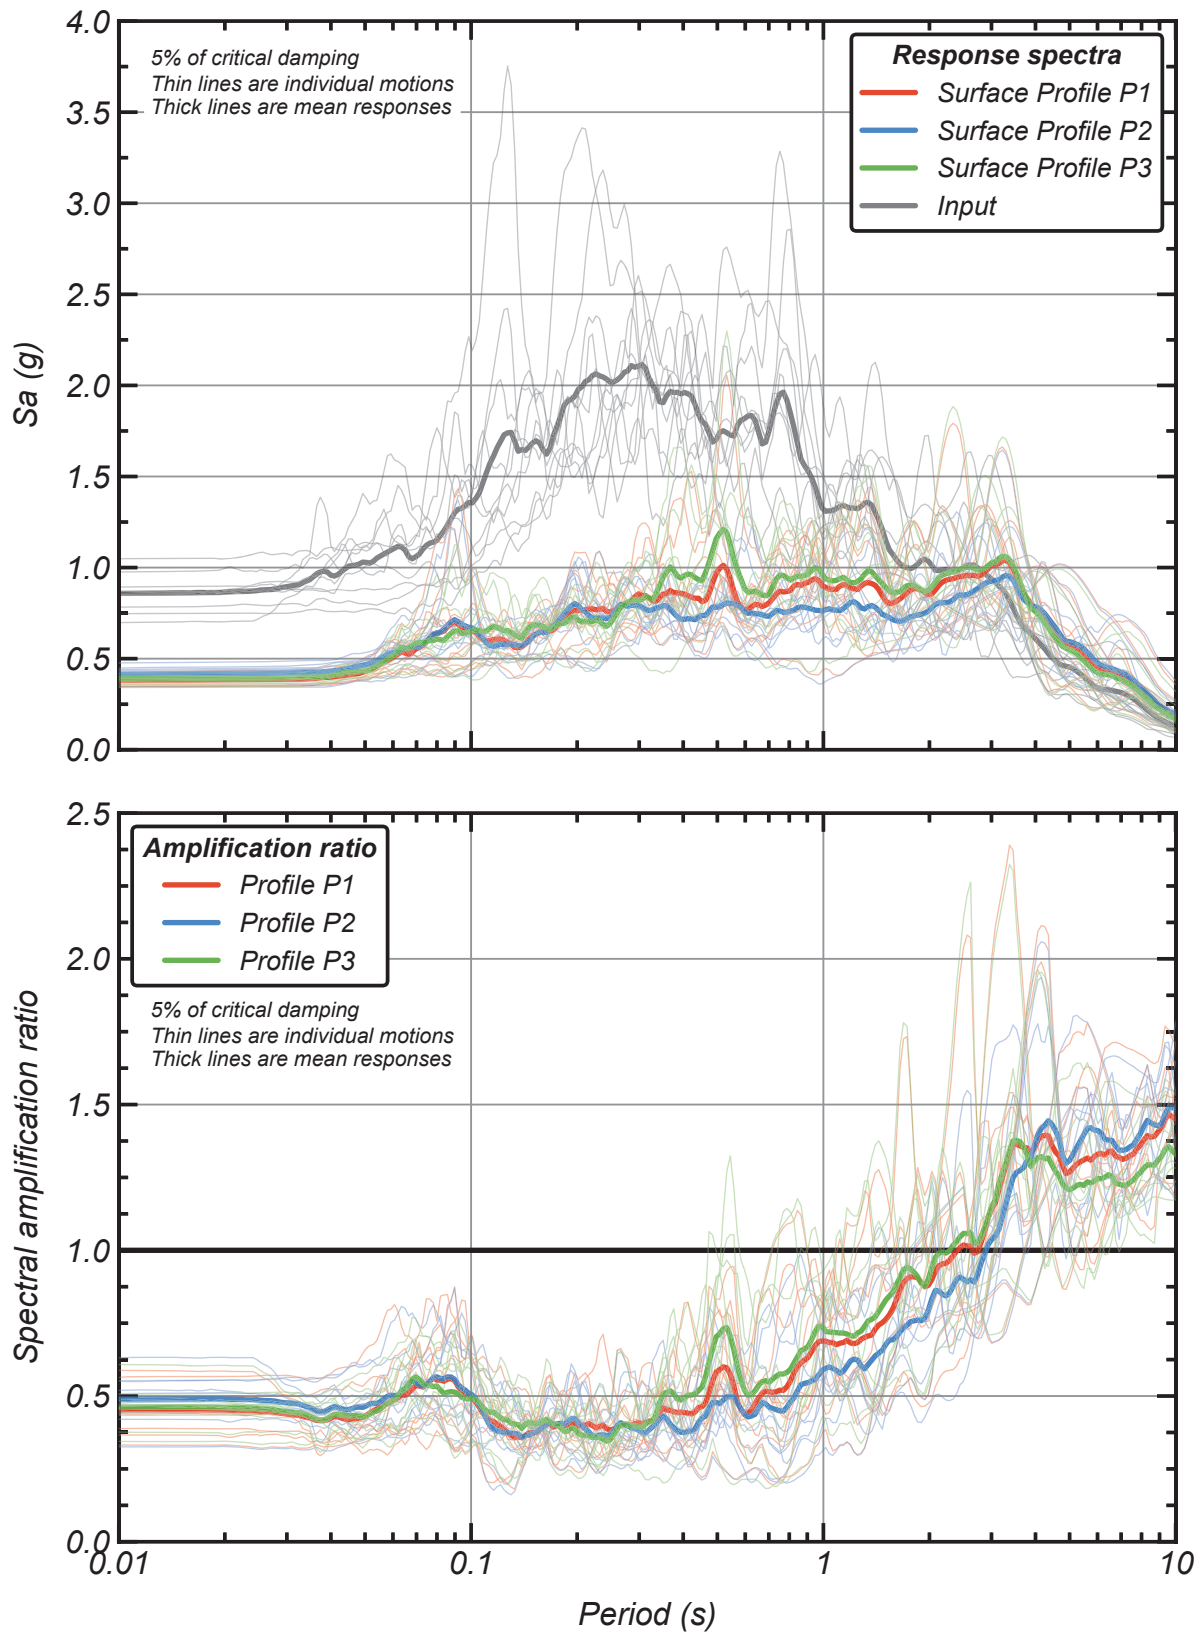 4.0
3.5
3.0
2.5
2.0
1.5
1.0
0.5
0.0
Sa (g)
5% of critical damping
Thin lines are individual motions
Thick lines are mean responses
Response spectra
Surface Profile P1
Surface Profile P2
Surface Profile P3
Input
2.5
2.0
1.5
1.0
0.5
0.0
Spectral amplification ratio
Amplification ratio
Profile P1
Profile P2
Profile P3
5% of critical damping
Thin lines are individual motions
Thick lines are mean responses
0.01 0.1 1 10
Period (s)